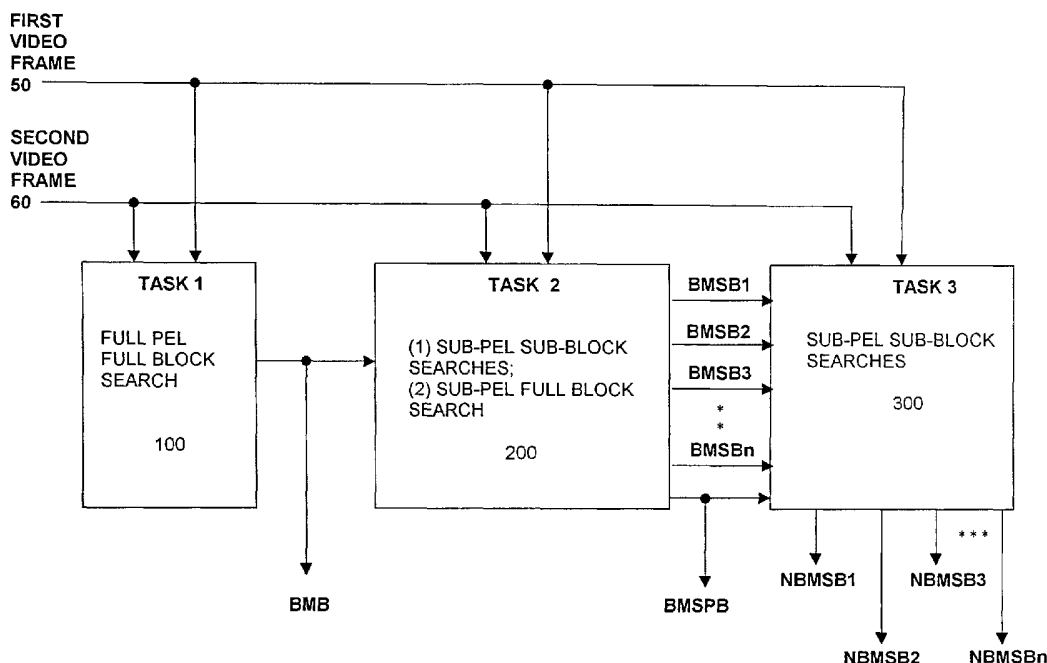 FIRST
VIDEO
FRAME
50
SECOND
VIDEO
FRAME
60
TASK 1
FULL PEL
FULL BLOCK
SEARCH
100
TASK 2
(1) SUB-PEL SUB-BLOCK
SEARCHES;
(2) SUB-PEL FULL BLOCK
SEARCH
200
BMSB1
BMSB2
BMSB3
*
*
BMSBn
TASK 3
SUB-PEL SUB-BLOCK
SEARCHES
300
BMB
BMSPB
***
NBMSB1
NBMSB3
NBMSB2
NBMSBn